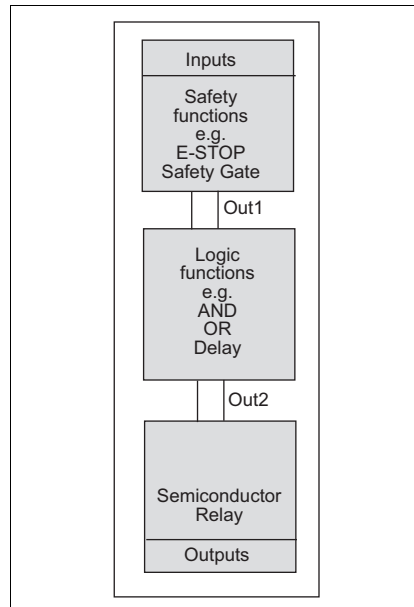 Inputs
Safety
functions
e.g.
E-STOP
Safety Gate
Out1
Logic
functions
e.g.
AND
OR
Delay
Out2
Semiconductor
Relay
Outputs